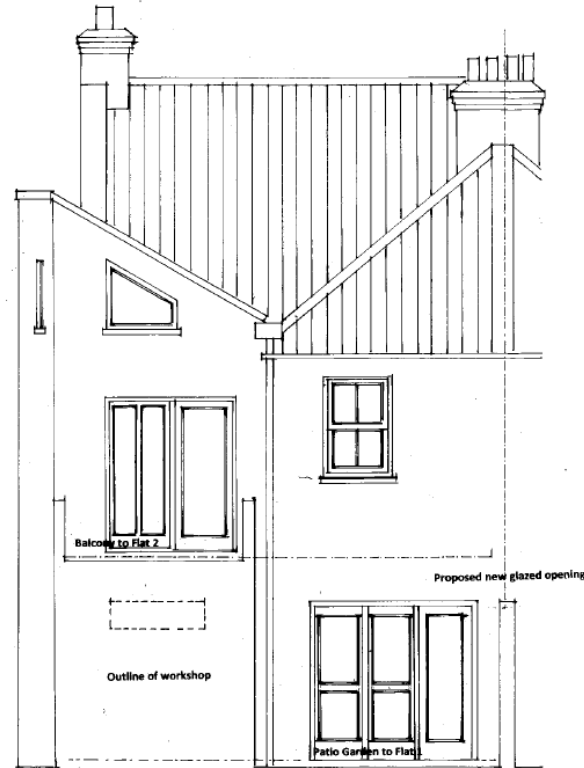 Balcony to Flat 2
Proposed new glazed opening
Outline of workshop
Patio Garden to Flat 1